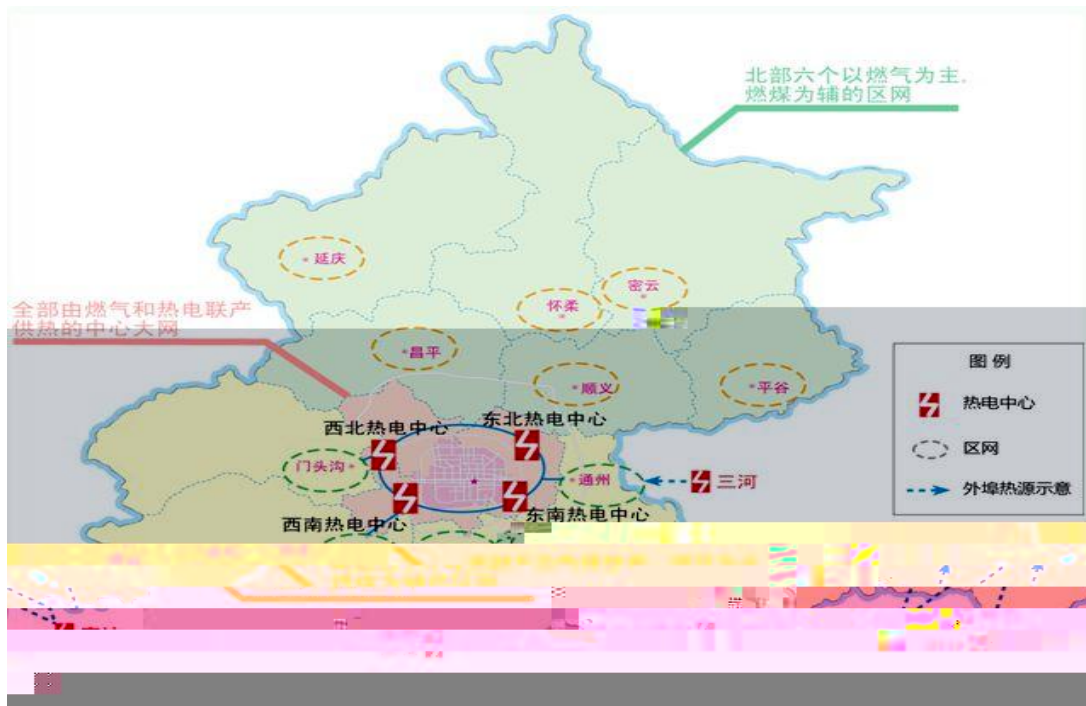 北部六个以燃气为主.
燃煤为辅的区网
延庆
密云
怀柔
全部由燃气和热电联产
供热的中心大网
昌平
顺义
平谷
图例
热电中心
区网
外埠热源示意
西北热电中心
东北热电中心
门头沟
通州
三河
西南热电中心
东南热电中心